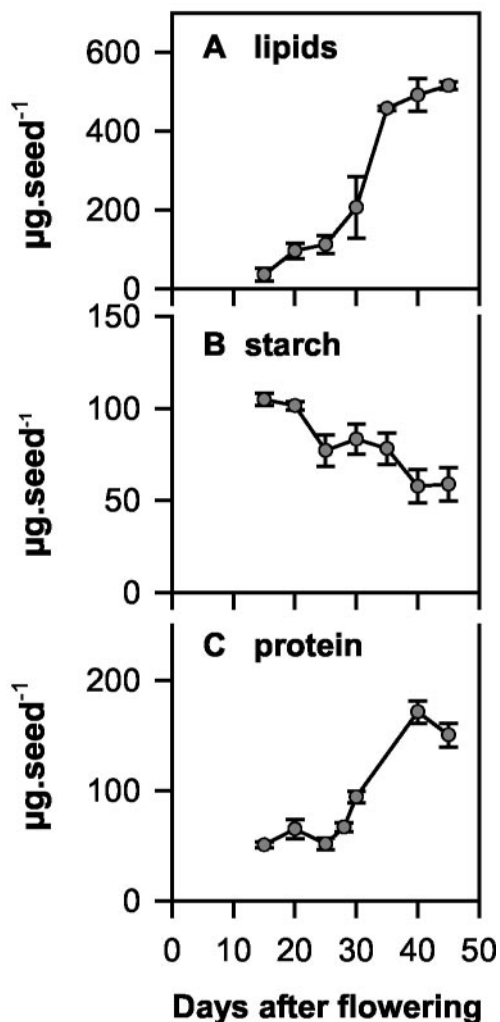 A lipids
600
400
200
0
µg.seed-1
B starch
150
100
50
0
µg.seed-1
C protein
200
100
0
µg.seed-1
0 10 20 30 40 50
Days after flowering